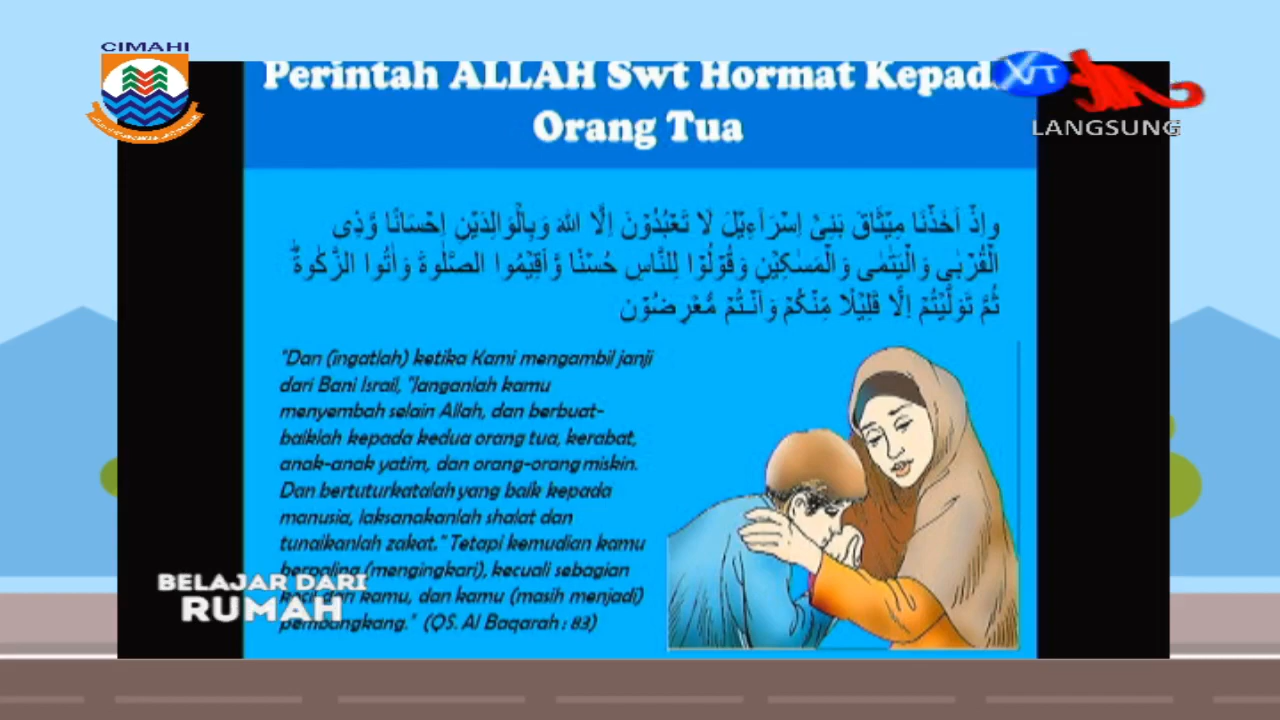 CIMAHI
Perintah ALLAH Swt Hormat Kepad
Orang Tua
XVT
LANGSUNG
وَاِذْ اَخَذْنَا مِيْثَاقَ بَنِيْٓ اِسْرَاۤءِيْلَ لَا تَعْبُدُوْنَ اِلَّا اللّٰهَ وَبِالْوَالِدَيْنِ اِحْسَانًا وَّذِى
الْقُرْبٰى وَالْيَتٰمٰى وَالْمَسٰكِيْنِ وَقُوْلُوْا لِلنَّاسِ حُسْنًا وَّاَقِيْمُوا الصَّلٰوةَ وَاٰتُوا الزَّكٰوةَۗ
ثُمَّ تَوَلَّيْتُمْ اِلَّا قَلِيْلًا مِّنْكُمْ وَاَنْتُمْ مُّعْرِضُوْنَ
"Dan (ingatlah) ketika Kami mengambil janji
dari Bani Israil, "Janganlah kamu
menyembah selain Allah, dan berbuat-
baiklah kepada kedua orang tua, kerabat,
anak-anak yatim, dan orang-orang miskin.
Dan bertuturkatalah yang baik kepada
manusia, laksanakanlah shalat dan
tunaikanlah zakat." Tetapi kemudian kamu
berpaling (mengingkari), kecuali sebagian
kecil dari kamu, dan kamu (masih menjadi)
pembangkang." (QS. Al Baqarah : 83)
BELAJAR DARI
RUMAH